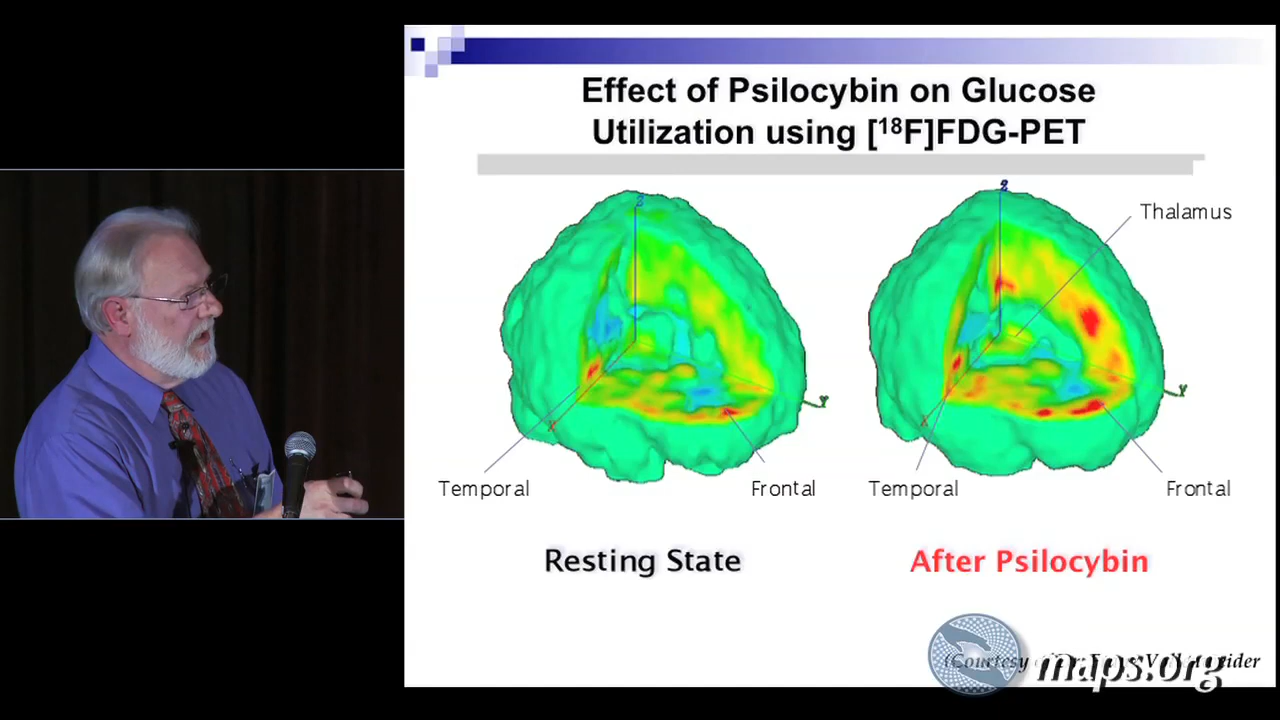 Effect of Psilocybin on Glucose
Utilization using [¹⁸F]FDG-PET
Z
Z
Thalamus
X
Y
X
Y
Temporal
Frontal
Temporal
Frontal
Resting State
After Psilocybin
(Courtesy
maps.org